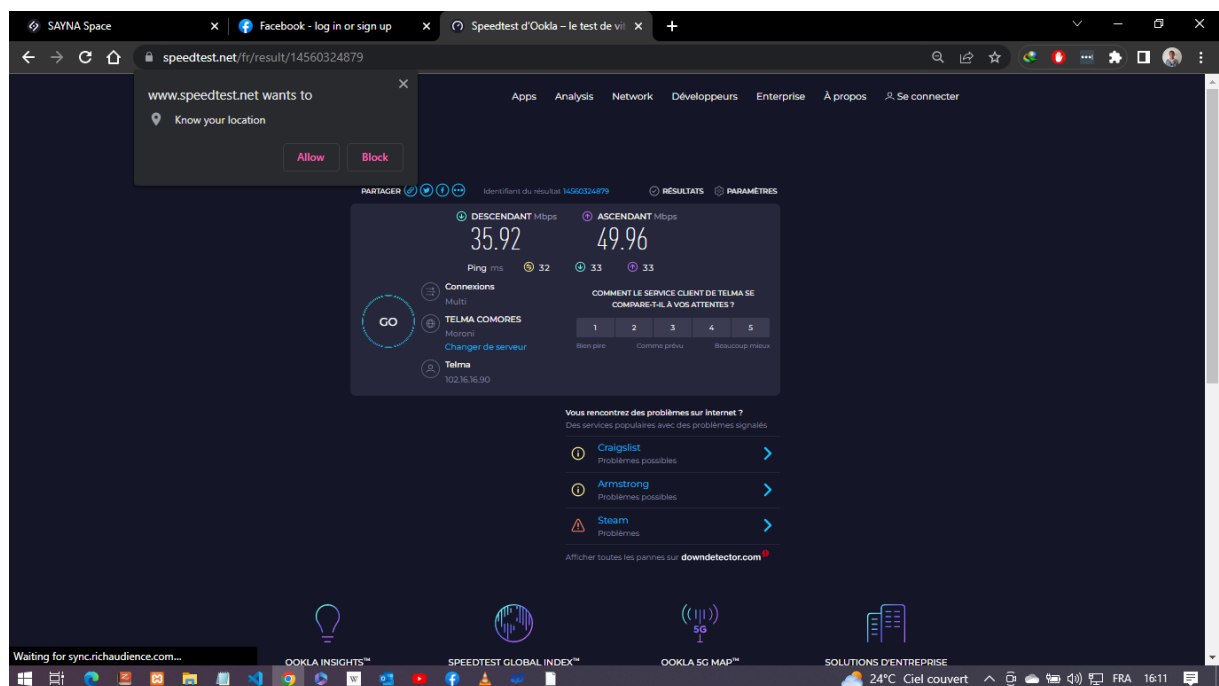 SAYNA Space
Facebook - log in or sign up
Speedtest d'Ookla – le test de vit
speedtest.net/fr/result/14560324879
www.speedtest.net wants to
Know your location
Allow Block
Apps Analysis Network Développeurs Enterprise À propos Se connecter
PARTAGER Identifiant du résultat 14560324879 RÉSULTATS PARAMÈTRES
DESCENDANT Mbps ASCENDANT Mbps
35.92 49.96
Ping ms 32 33 33
Connexions
Multi
TELMA COMORES
Moroni
Changer de serveur
Telma
102.16.16.90
GO
COMMENT LE SERVICE CLIENT DE TELMA SE
COMPARE-T-IL À VOS ATTENTES ?
1 2 3 4 5
Bien pire Comme prévu Beaucoup mieux
Vous rencontrez des problèmes sur internet ?
Des services populaires avec des problèmes signalés
Craigslist
Problèmes possibles
Armstrong
Problèmes possibles
Steam
Problèmes
Afficher toutes les pannes sur downdetector.com
5G
OOKLA INSIGHTS™ SPEEDTEST GLOBAL INDEX™ OOKLA 5G MAP™ SOLUTIONS D'ENTREPRISE
Waiting for sync.richaudience.com...
24°C Ciel couvert FRA 16:11